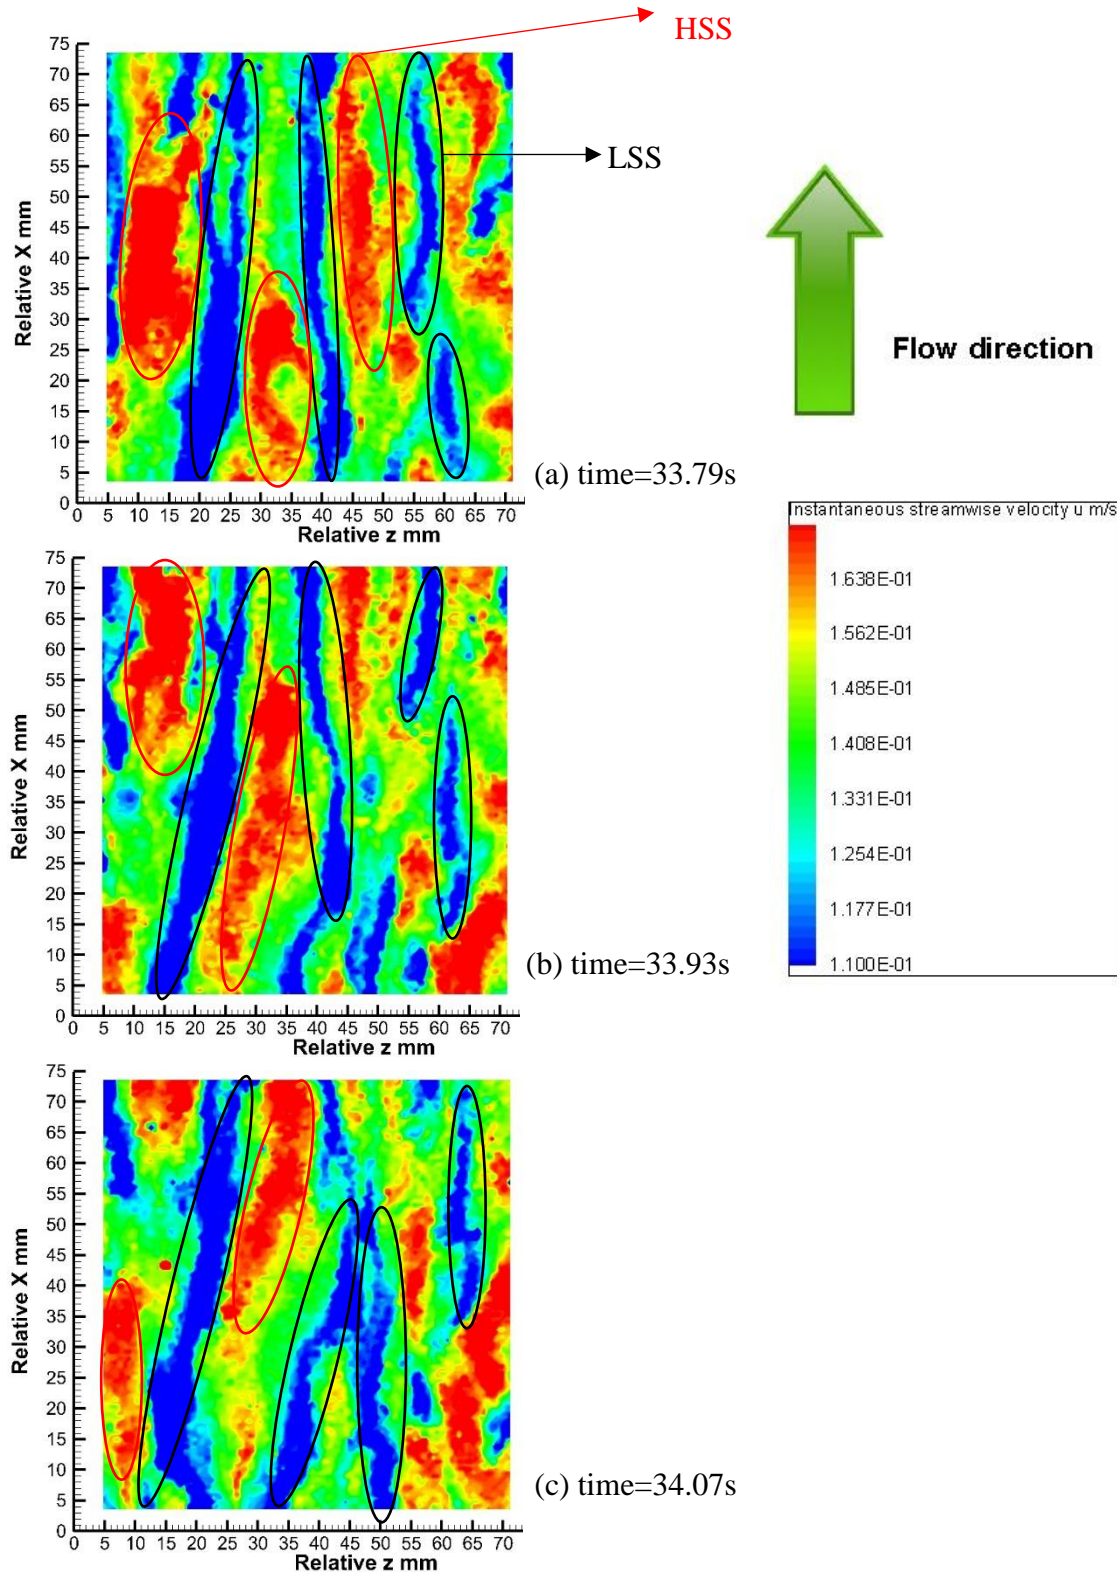 HSS
75
70
65
60
55
50
45
40
35
30
25
20
15
10
5
0
Relative X mm
LSS
Flow direction
0 5 10 15 20 25 30 35 40 45 50 55 60 65 70
Relative z mm
(a) time=33.79s
Instantaneous streamwise velocity u m/s
1.638E-01
1.562E-01
1.485E-01
1.408E-01
1.331E-01
1.254E-01
1.177E-01
1.100E-01
75
70
65
60
55
50
45
40
35
30
25
20
15
10
5
0
Relative X mm
0 5 10 15 20 25 30 35 40 45 50 55 60 65 70
Relative z mm
(b) time=33.93s
75
70
65
60
55
50
45
40
35
30
25
20
15
10
5
0
Relative X mm
0 5 10 15 20 25 30 35 40 45 50 55 60 65 70
Relative z mm
(c) time=34.07s